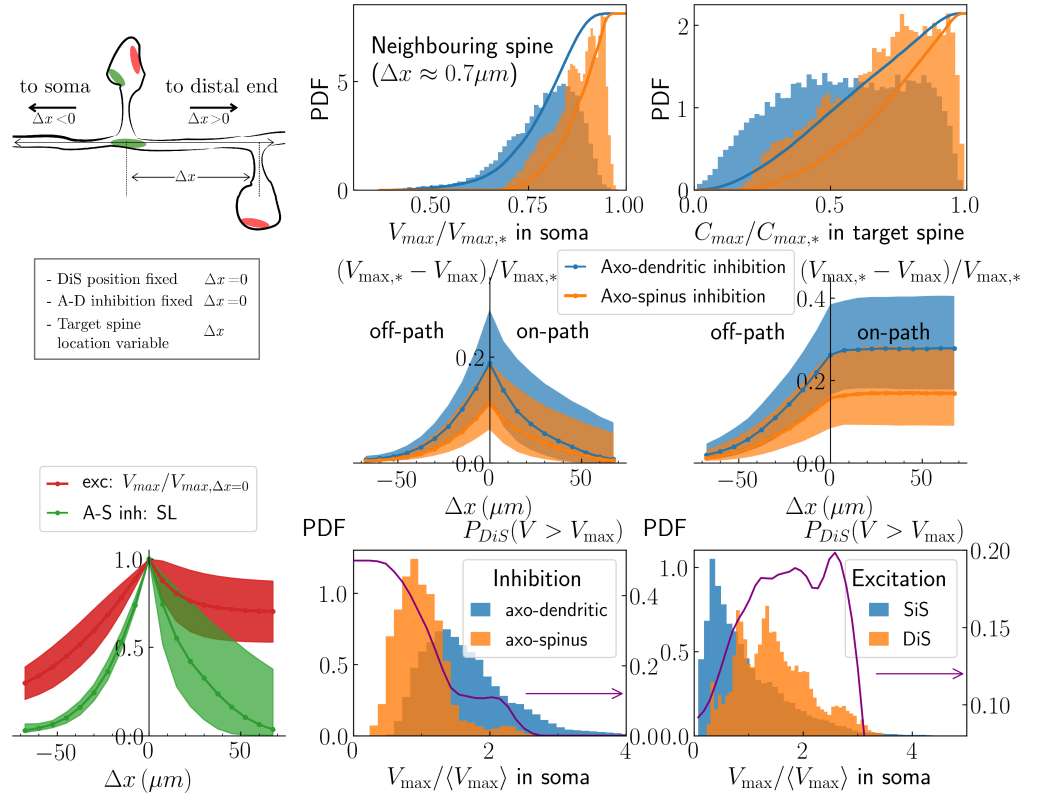 to soma
Δx<0
to distal end
Δx>0
Δx
- DiS position fixed Δx=0
- A-D inhibition fixed Δx=0
- Target spine
location variable Δx
Neighbouring spine
(Δx ≈ 0.7μm)
PDF
5
0
0.50 0.75 1.00
V_max/V_max,* in soma
PDF
2
1
0
0.0 0.5 1.0
C_max/C_max,* in target spine
(V_max,* − V_max)/V_max,*
Axo-dendritic inhibition
Axo-spinus inhibition
(V_max,* − V_max)/V_max,*
off-path on-path
0.2
0.0
−50 50
Δx (μm)
0.4
off-path on-path
0.2
0.0
−50 0 50
Δx (μm)
exc: V_max/V_max,Δx=0
A-S inh: SL
1.0
0.5
0.0
−50 0 50
Δx (μm)
PDF
P_DiS(V > V_max)
Inhibition
axo-dendritic
axo-spinus
1.0
0.5
0.0
0 2 4
0.4
0.2
0.0
V_max/⟨V_max⟩ in soma
PDF
P_DiS(V > V_max)
Excitation
SiS
DiS
1.0
0.5
0.0
0 2 4
0.20
0.15
0.10
V_max/⟨V_max⟩ in soma